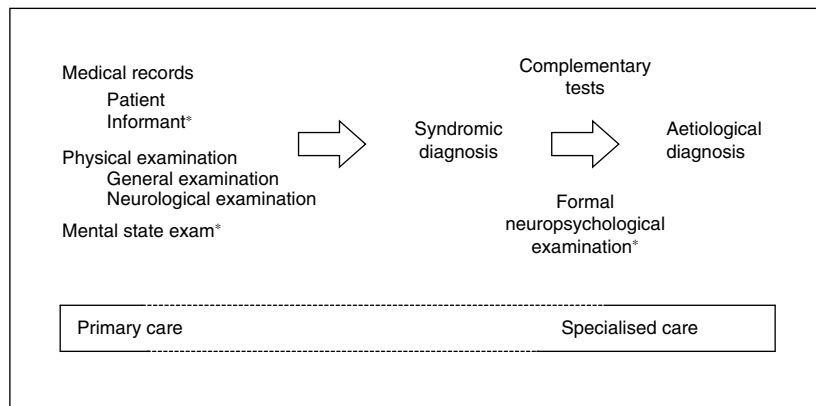 Medical records
Patient
Informant*
Physical examination
General examination
Neurological examination
Mental state exam*
Syndromic
diagnosis
Complementary
tests
Formal
neuropsychological
examination*
Aetiological
diagnosis
Primary care
Specialised care